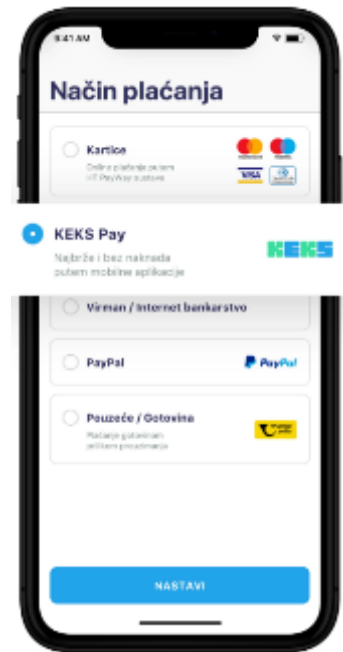 9:41 AM
Način plaćanja
Kartice
Online plaćanje putem
HT PayWay sustava
VISA
KEKS Pay
KEKS
Najbrže i bez naknada
putem mobilne aplikacije
Virman / Internet bankarstvo
PayPal
PayPal
Pouzeće / Gotovina
Plaćanje gotovinom
prilikom preuzimanja
NASTAVI